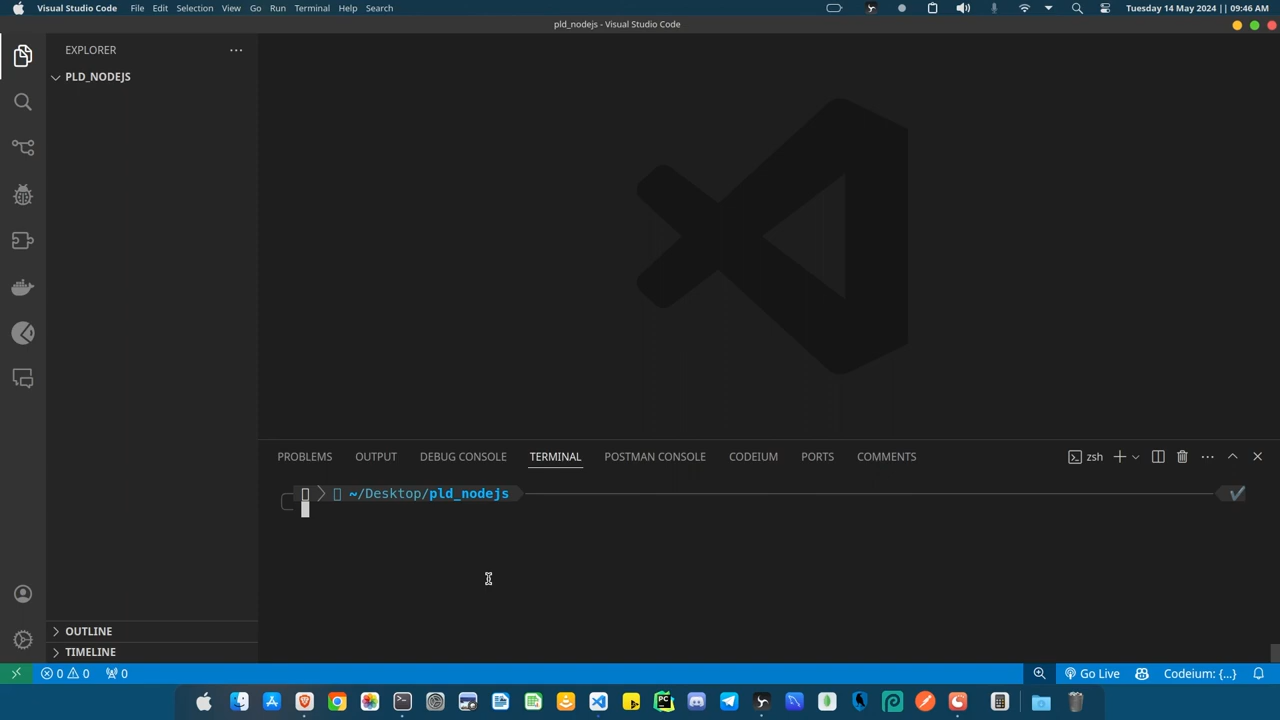 Visual Studio Code File Edit Selection View Go Run Terminal Help Search Tuesday 14 May 2024 || 09:46 AM
pld_nodejs - Visual Studio Code
EXPLORER
PLD_NODEJS
PROBLEMS OUTPUT DEBUG CONSOLE TERMINAL POSTMAN CONSOLE CODEIUM PORTS COMMENTS zsh
~/Desktop/pld_nodejs
OUTLINE
TIMELINE
0 0 0 Go Live Codeium: {...}